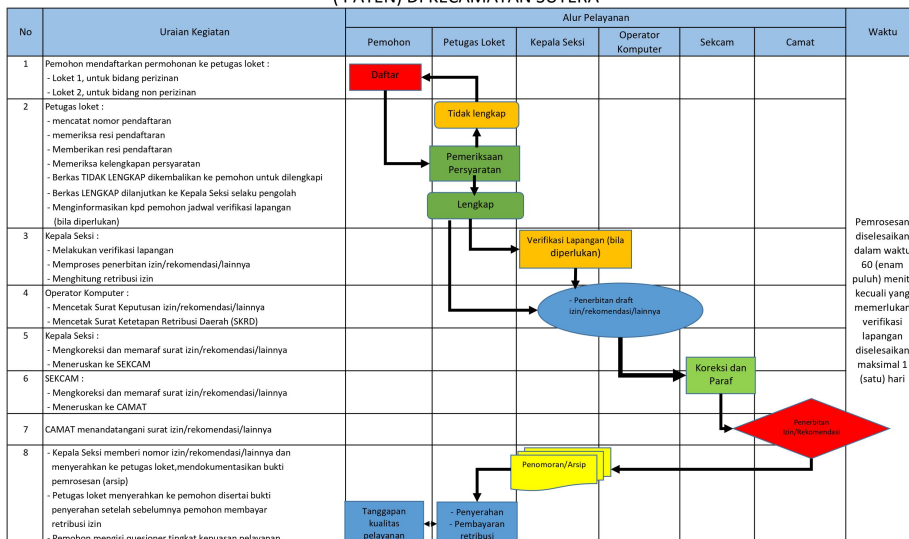 ( PATEN) DI KECAMATAN SUTERA
No
Uraian Kegiatan
Alur Pelayanan
Waktu
Pemohon
Petugas Loket
Kepala Seksi
Operator
Komputer
Sekcam
Camat
1
Pemohon mendaftarkan permohonan ke petugas loket :
- Loket 1, untuk bidang perizinan
- Loket 2, untuk bidang non perizinan
Daftar
2
Petugas loket :
- mencatat nomor pendaftaran
- memeriksa resi pendaftaran
- Memberikan resi pendaftaran
- Memeriksa kelengkapan persyaratan
- Berkas TIDAK LENGKAP dikembalikan ke pemohon untuk dilengkapi
- Berkas LENGKAP dilanjutkan ke Kepala Seksi selaku pengolah
- Menginformasikan kpd pemohon jadwal verifikasi lapangan
(bila diperlukan)
Tidak lengkap
Pemeriksaan
Persyaratan
Lengkap
3
Kepala Seksi :
- Melakukan verifikasi lapangan
- Memproses penerbitan izin/rekomendasi/lainnya
- Menghitung retribusi izin
Verifikasi Lapangan (bila
diperlukan)
4
Operator Komputer :
- Mencetak Surat Keputusan izin/rekomendasi/lainnya
- Mencetak Surat Ketetapan Retribusi Daerah (SKRD)
- Penerbitan draft
izin/rekomendasi/lainnya
5
Kepala Seksi :
- Mengkoreksi dan memaraf surat izin/rekomendasi/lainnya
- Meneruskan ke SEKCAM
Koreksi dan
Paraf
6
SEKCAM :
- Mengkoreksi dan memaraf surat izin/rekomendasi/lainnya
- Meneruskan ke CAMAT
7
CAMAT menandatangani surat izin/rekomendasi/lainnya
Penerbitan
Izin/Rekomendasi
8
- Kepala Seksi memberi nomor izin/rekomendasi/lainnya dan
menyerahkan ke petugas loket,mendokumentasikan bukti
pemrosesan (arsip)
- Petugas loket menyerahkan ke pemohon disertai bukti
penyerahan setelah sebelumnya pemohon membayar
retribusi izin
- Pemohon mengisi quesioner tingkat kepuasan pelayanan
Penomoran/Arsip
Tanggapan
kualitas
pelayanan
- Penyerahan
- Pembayaran
retribusi
Pemrosesan
diselesaikan
dalam waktu
60 (enam
puluh) menit
kecuali yang
memerlukan
verifikasi
lapangan
diselesaikan
maksimal 1
(satu) hari